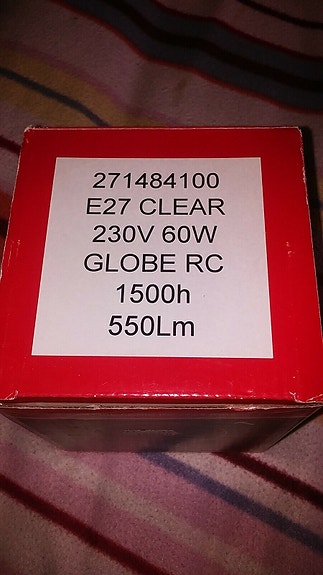 271484100
E27 CLEAR
230V 60W
GLOBE RC
1500h
550Lm